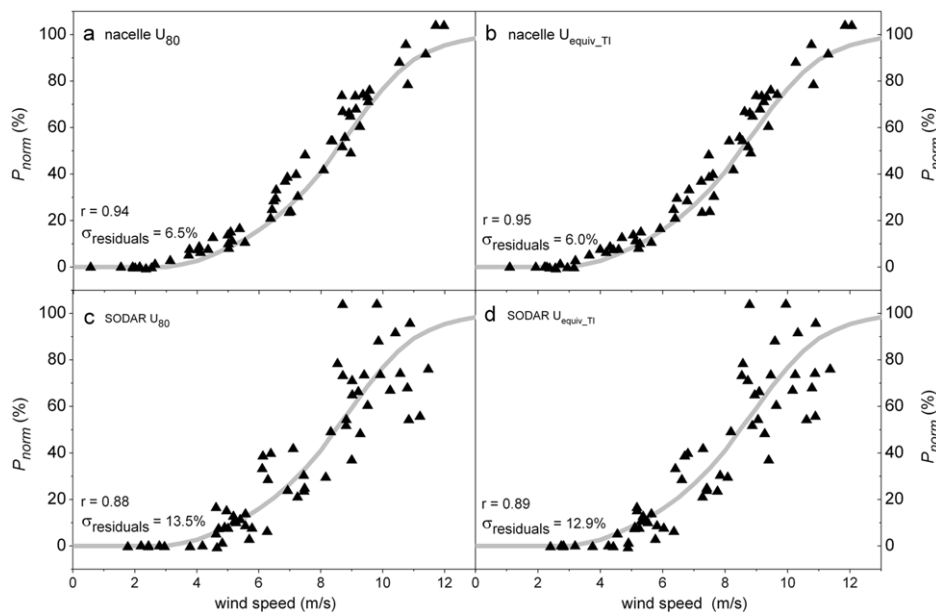 a nacelle U80
b nacelle Uequiv_TI
100
80
60
40
20
0
Pnorm (%)
r = 0.94
σresiduals = 6.5%
r = 0.95
σresiduals = 6.0%
100
80
60
40
20
0
Pnorm (%)
c SODAR U80
d SODAR Uequiv_TI
100
80
60
40
20
0
Pnorm (%)
r = 0.88
σresiduals = 13.5%
r = 0.89
σresiduals = 12.9%
100
80
60
40
20
0
Pnorm (%)
0 2 4 6 8 10 12 0 2 4 6 8 10 12
wind speed (m/s) wind speed (m/s)